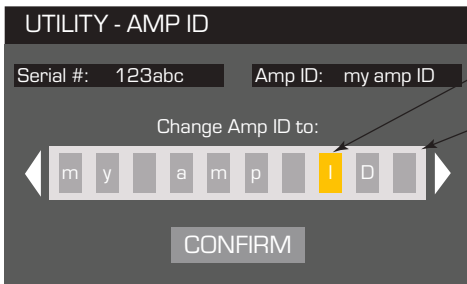 UTILITY - AMP ID
Serial #: 123abc Amp ID: my amp ID
Change Amp ID to:
m y a m p I D
CONFIRM